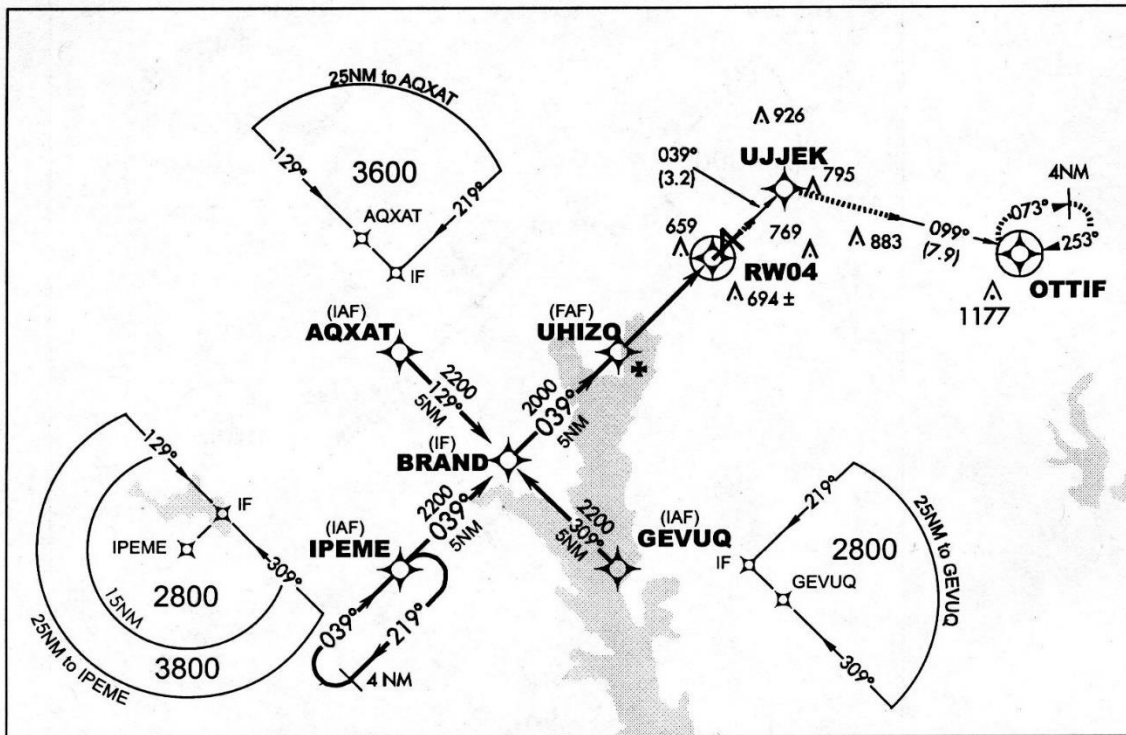 25NM to AQXAT
3600
129°
219°
AQXAT
IF
926
UJJEK
039°
(3.2)
795
4NM
073°
253°
659
769
883
099°
(7.9)
RW04
694 ±
OTTIF
1177
(IAF)
AQXAT
2200
129°
5NM
(FAF)
UHIZQ
2000
039°
5NM
(IF)
BRAND
2200
039°
5NM
(IAF)
IPEME
039°
219°
4 NM
2200
309°
5NM
(IAF)
GEVUQ
129°
IF
IPEME
309°
2800
15NM
3800
25NM to IPEME
219°
IF
2800
GEVUQ
309°
25NM to GEVUQ